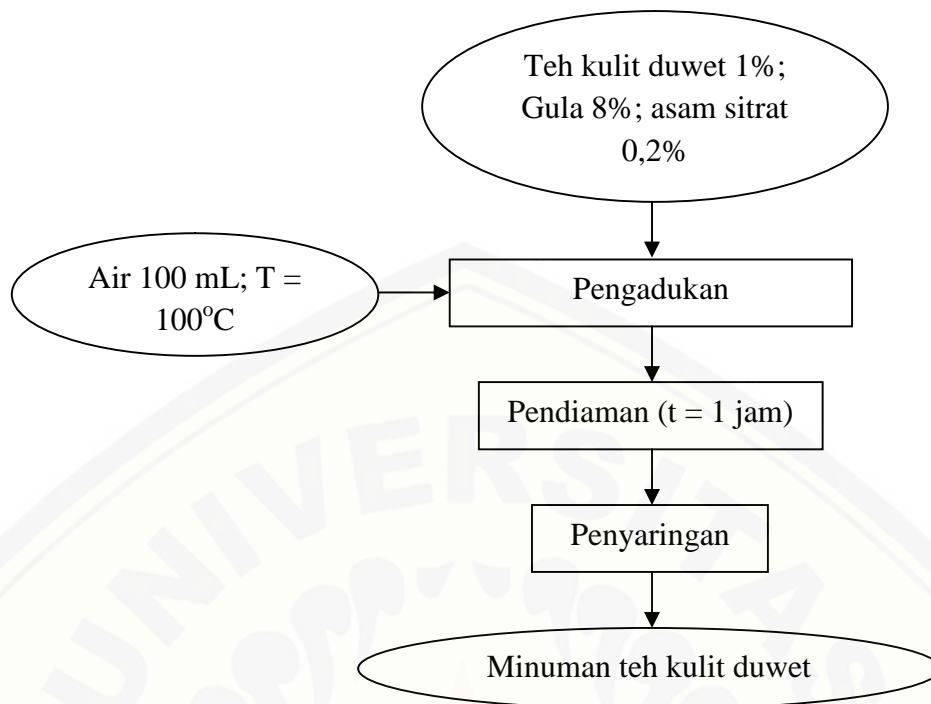 Teh kulit duwet 1%;
Gula 8%; asam sitrat
0,2%
Air 100 mL; T =
100°C
Pengadukan
Pendiaman (t = 1 jam)
Penyaringan
Minuman teh kulit duwet
UNIVERSITAS